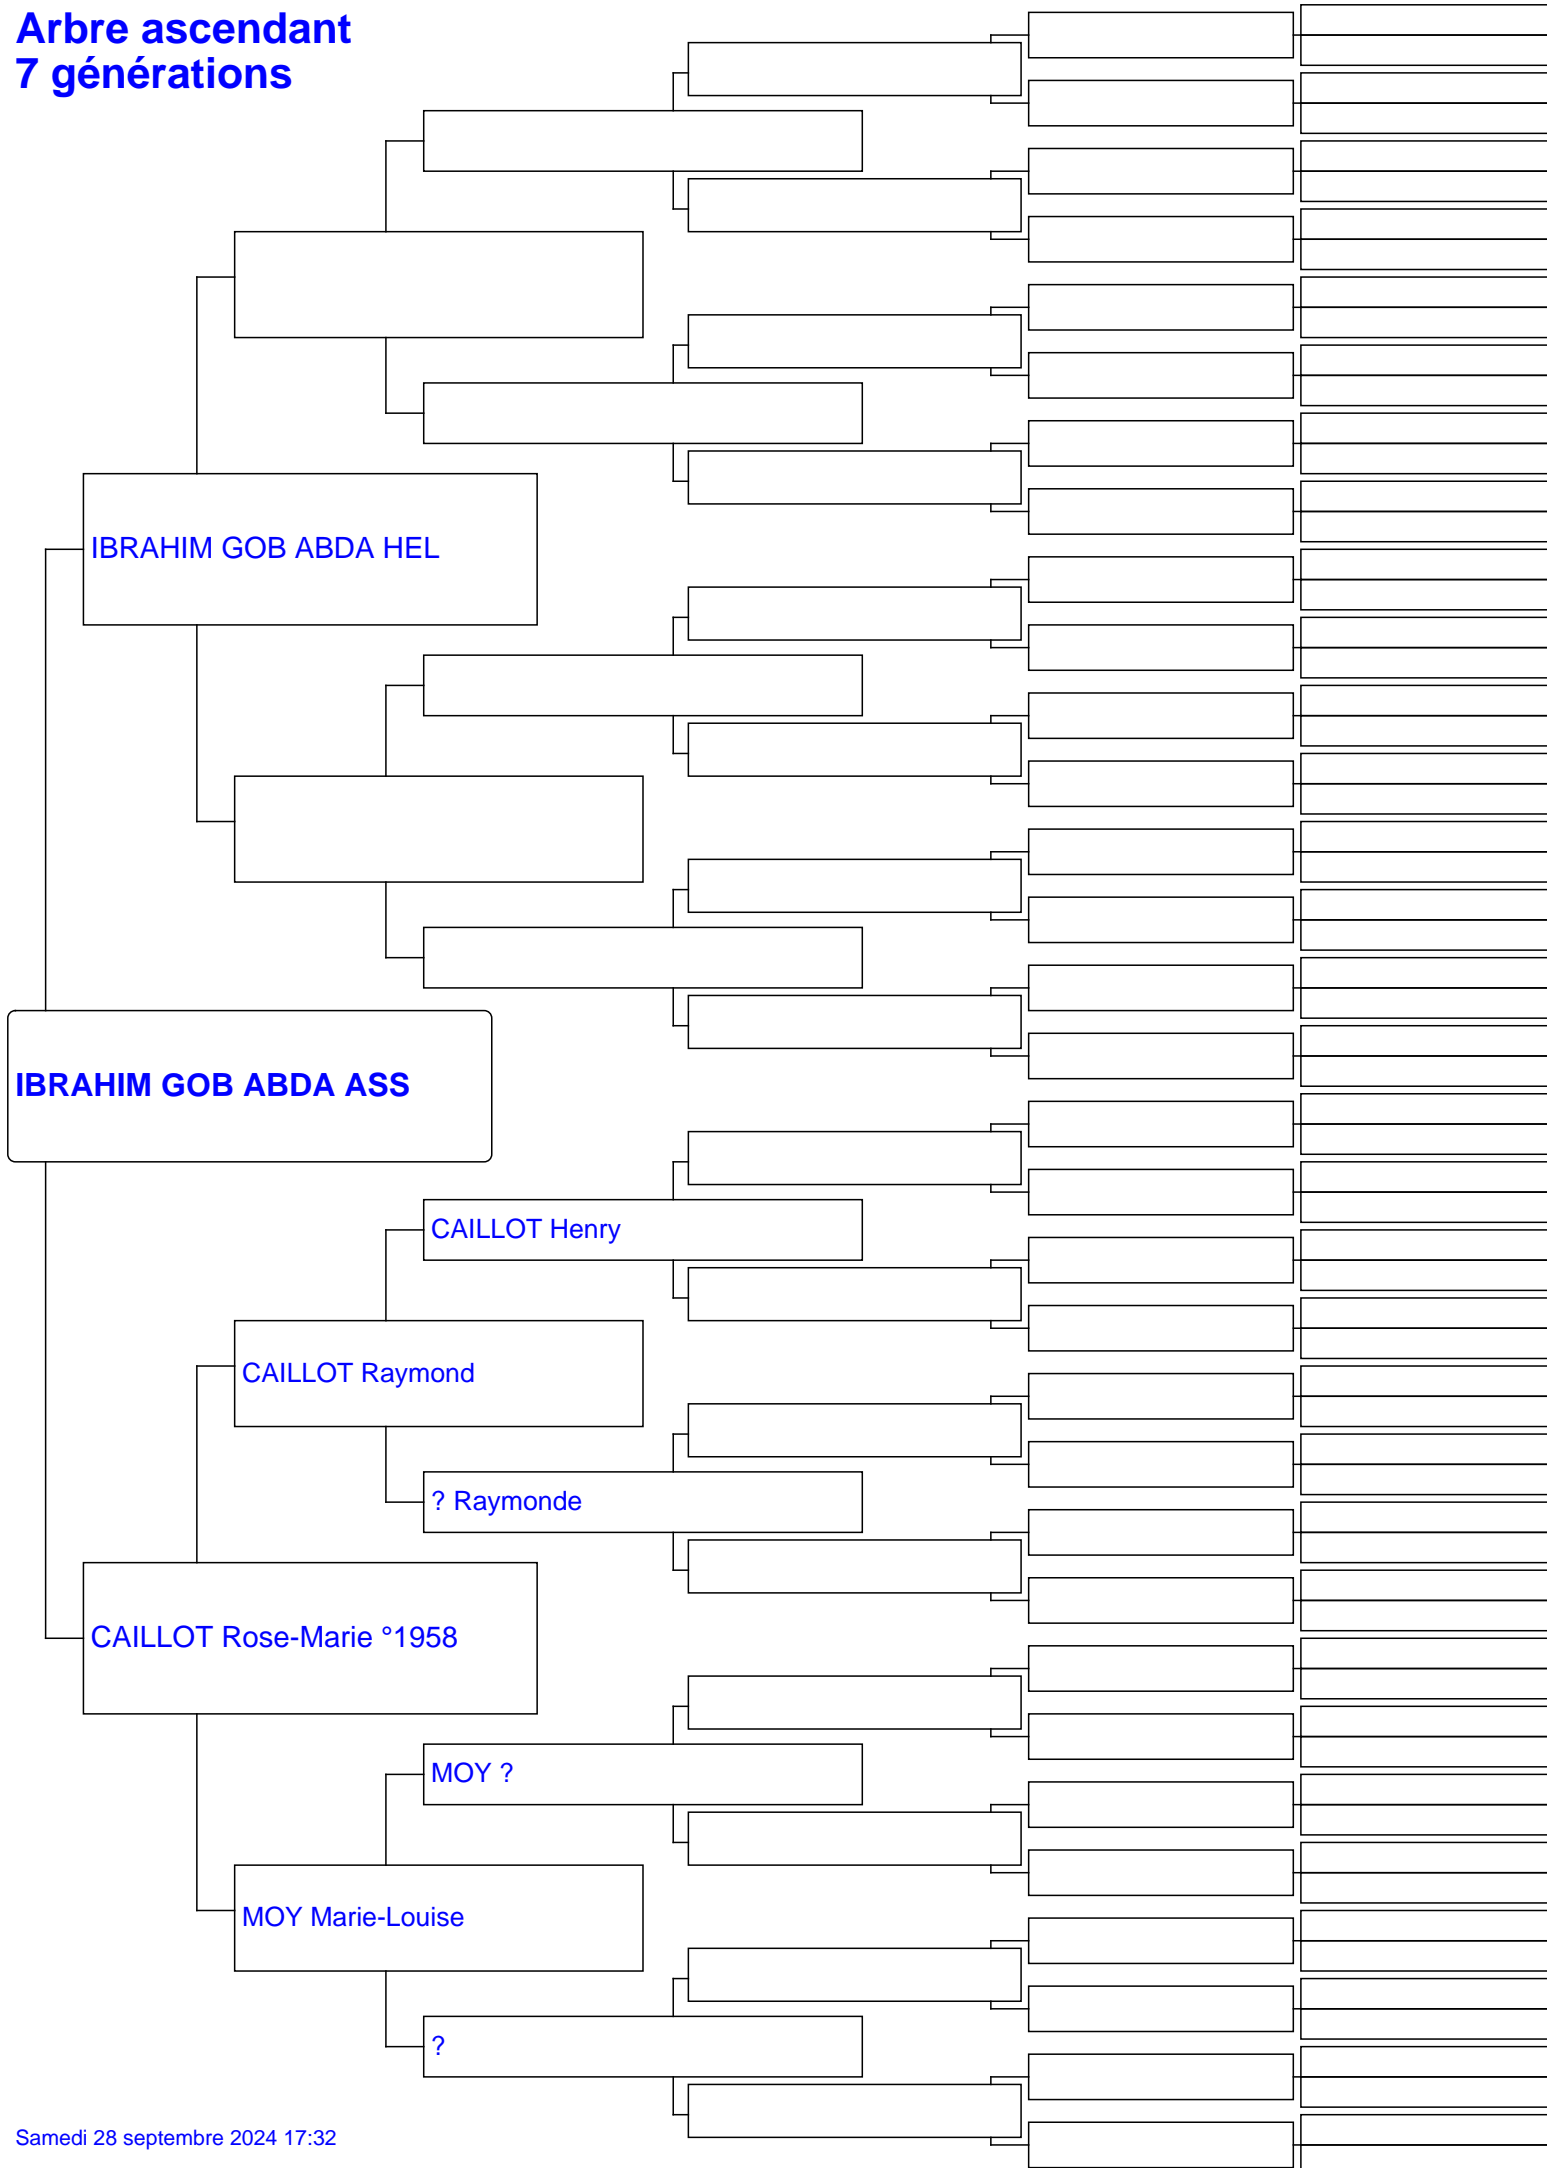 Arbre ascendant
7 générations
IBRAHIM GOB ABDA HEL
IBRAHIM GOB ABDA ASS
CAILLOT Henry
CAILLOT Raymond
? Raymonde
CAILLOT Rose-Marie °1958
MOY ?
MOY Marie-Louise
?
Samedi 28 septembre 2024 17:32